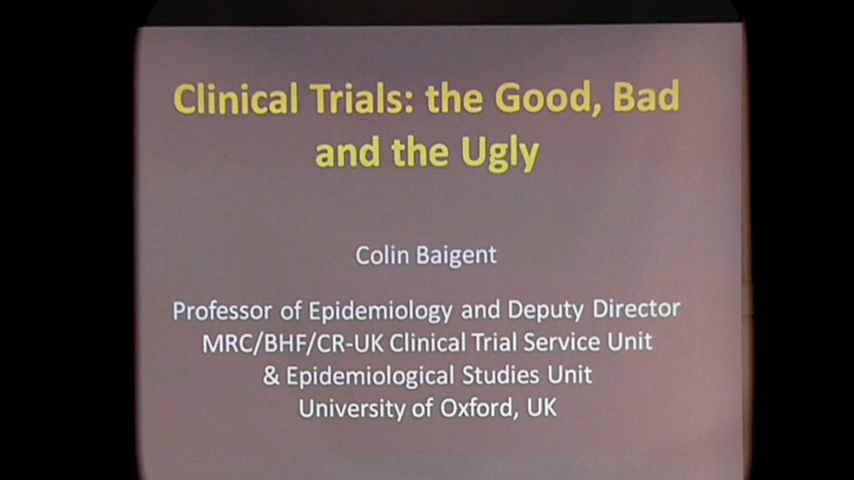 Clinical Trials: the Good, Bad
and the Ugly
Colin Baigent
Professor of Epidemiology and Deputy Director
MRC/BHF/CR-UK Clinical Trial Service Unit
& Epidemiological Studies Unit
University of Oxford, UK